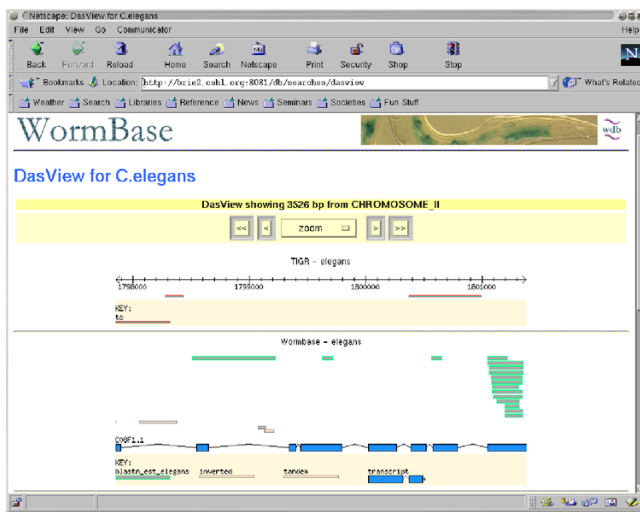 Netscape: DasView for C.elegans
File Edit View Go Communicator Help
Back Forward Reload Home Search Netscape Print Security Shop Stop
N
Bookmarks Location: http://brie2.cshl.org:8081/db/searches/dasview What's Related
Weather Search Libraries Reference News Seminars Societies Fun Stuff
WormBase
wdb
DasView for C.elegans
DasView showing 3526 bp from CHROMOSOME_II
<< < zoom > >>
TIGR - elegans
1798000 1799000 1800000 1801000
KEY:
tc
Wormbase - elegans
C08F1.1
KEY:
blastn_est_elegans inverted tandem transcript